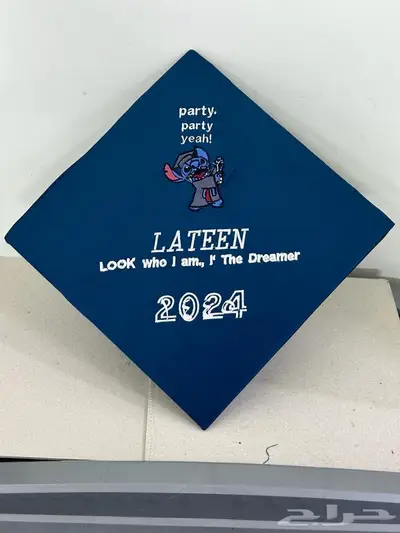 party.
party
yeah!
LATEEN
LOOK who I am., I' The Dreamer
2024
حراج